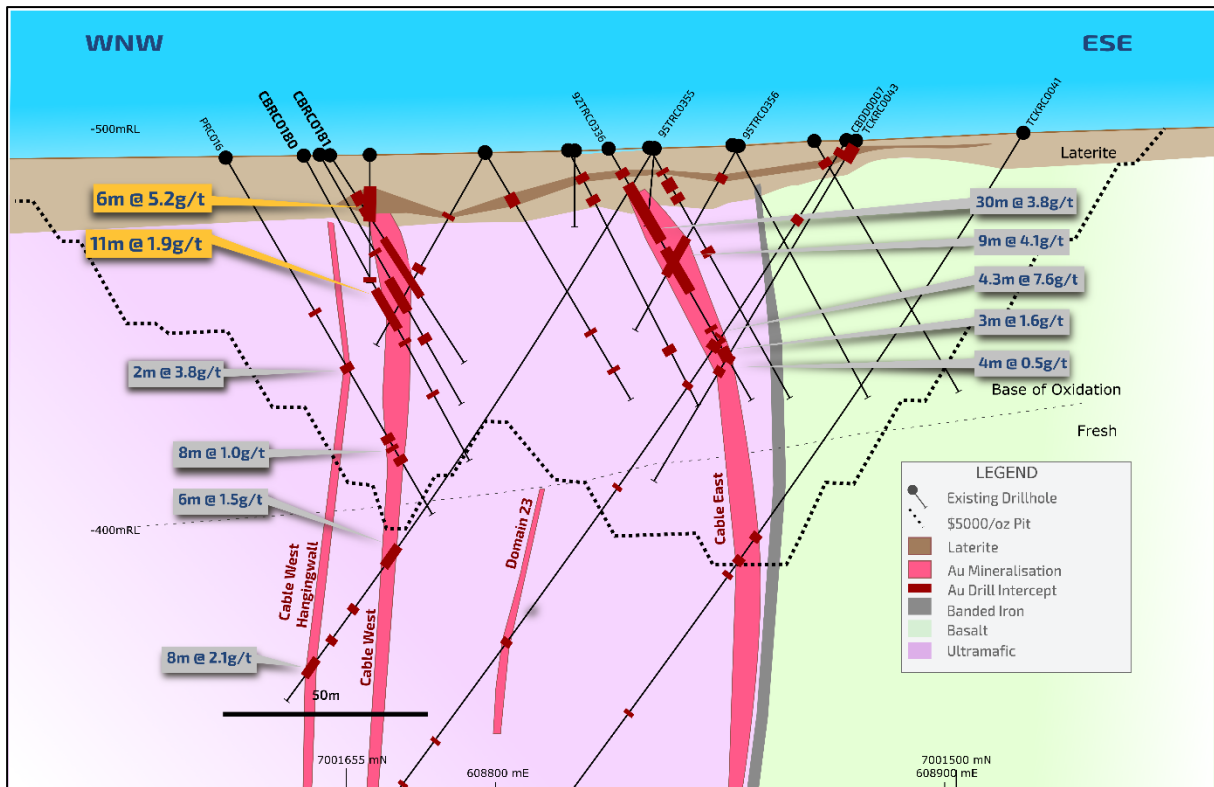 WNW
ESE
PRC016
CBRC0180
CBRC0181
92TRC0336
95TRC0355
95TRC0356
CBDD0007
TCKRC0043
TCKRC0041
-500mRL
Laterite
6m @ 5.2g/t
11m @ 1.9g/t
2m @ 3.8g/t
8m @ 1.0g/t
6m @ 1.5g/t
8m @ 2.1g/t
30m @ 3.8g/t
9m @ 4.1g/t
4.3m @ 7.6g/t
3m @ 1.6g/t
4m @ 0.5g/t
Base of Oxidation
Fresh
-400mRL
Cable West
Hangingwall
Cable West
Domain 23
Cable East
LEGEND
Existing Drillhole
$5000/oz Pit
Laterite
Au Mineralisation
Au Drill Intercept
Banded Iron
Basalt
Ultramafic
50m
7001655 mN
608800 mE
7001500 mN
608900 mE